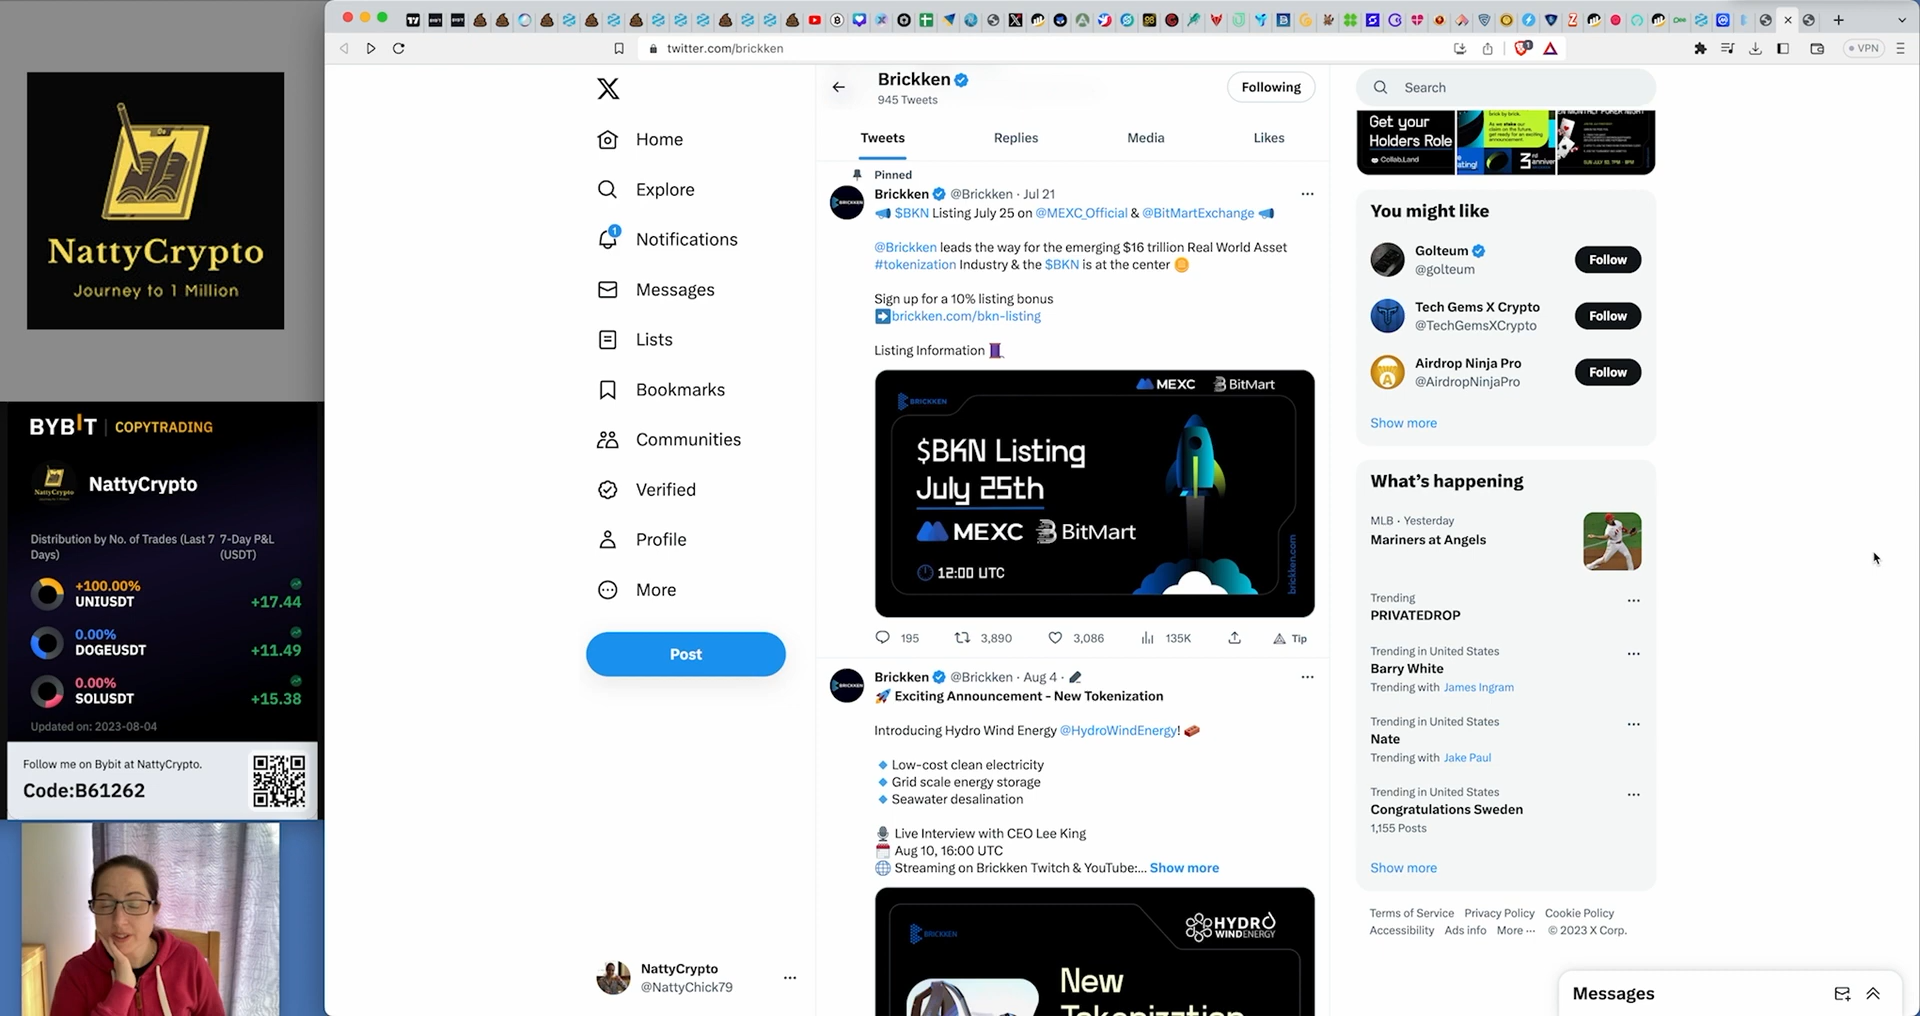 NattyCrypto
Journey to 1 Million
BYBIT | COPYTRADING
NattyCrypto
Distribution by No. of Trades (Last 7 Days)
7-Day P&L (USDT)
+100.00%
UNIUSDT
+17.44
0.00%
DOGEUSDT
+11.49
0.00%
SOLUSDT
+15.38
Updated on: 2023-08-04
Follow me on Bybit at NattyCrypto.
Code:B61262
twitter.com/brickken
VPN
Home
Explore
1
Notifications
Messages
Lists
Bookmarks
Communities
Verified
Profile
More
Post
NattyCrypto
@NattyChick79
Brickken
945 Tweets
Following
Tweets
Replies
Media
Likes
Pinned
Brickken @Brickken · Jul 21
$BKN Listing July 25 on @MEXC_Official & @BitMartExchange
@Brickken leads the way for the emerging $16 trillion Real World Asset
#tokenization Industry & the $BKN is at the center
Sign up for a 10% listing bonus
brickken.com/bkn-listing
Listing Information
MEXC BitMart
BRICKKEN
$BKN Listing
July 25th
MEXC BitMart
12:00 UTC
brickken.com
195
3,890
3,086
135K
Tip
Brickken @Brickken · Aug 4 ·
Exciting Announcement - New Tokenization
Introducing Hydro Wind Energy @HydroWindEnergy!
Low-cost clean electricity
Grid scale energy storage
Seawater desalination
Live Interview with CEO Lee King
Aug 10, 16:00 UTC
Streaming on Brickken Twitch & YouTube:... Show more
BRICKKEN
HYDRO
WINDENERGY
New
Tokenization
Search
Get your
Holders Role
Collab.Land
You might like
Golteum
@golteum
Follow
Tech Gems X Crypto
@TechGemsXCrypto
Follow
Airdrop Ninja Pro
@AirdropNinjaPro
Follow
Show more
What's happening
MLB · Yesterday
Mariners at Angels
Trending
PRIVATEDROP
Trending in United States
Barry White
Trending with James Ingram
Trending in United States
Nate
Trending with Jake Paul
Trending in United States
Congratulations Sweden
1,155 Posts
Show more
Terms of Service Privacy Policy Cookie Policy
Accessibility Ads info More ··· © 2023 X Corp.
Messages